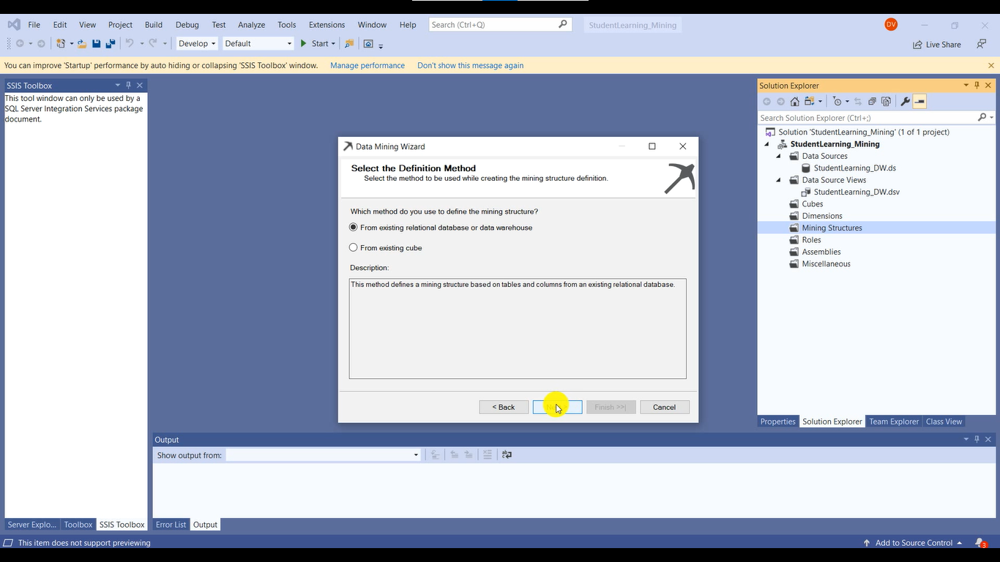 File Edit View Project Build Debug Test Analyze Tools Extensions Window Help Search (Ctrl+Q) StudentLearning_Mining DV
Develop Default Start Live Share
You can improve 'Startup' performance by auto hiding or collapsing 'SSIS Toolbox' window. Manage performance Don't show this message again
SSIS Toolbox
This tool window can only be used by a
SQL Server Integration Services package
document.
Server Explo... Toolbox SSIS Toolbox
Data Mining Wizard
Select the Definition Method
Select the method to be used while creating the mining structure definition.
Which method do you use to define the mining structure?
From existing relational database or data warehouse
From existing cube
Description:
This method defines a mining structure based on tables and columns from an existing relational database.
< Back Finish >>| Cancel
Solution Explorer
Search Solution Explorer (Ctrl+;)
Solution 'StudentLearning_Mining' (1 of 1 project)
StudentLearning_Mining
Data Sources
StudentLearning_DW.ds
Data Source Views
StudentLearning_DW.dsv
Cubes
Dimensions
Mining Structures
Roles
Assemblies
Miscellaneous
Properties Solution Explorer Team Explorer Class View
Output
Show output from:
Error List Output
This item does not support previewing Add to Source Control 3